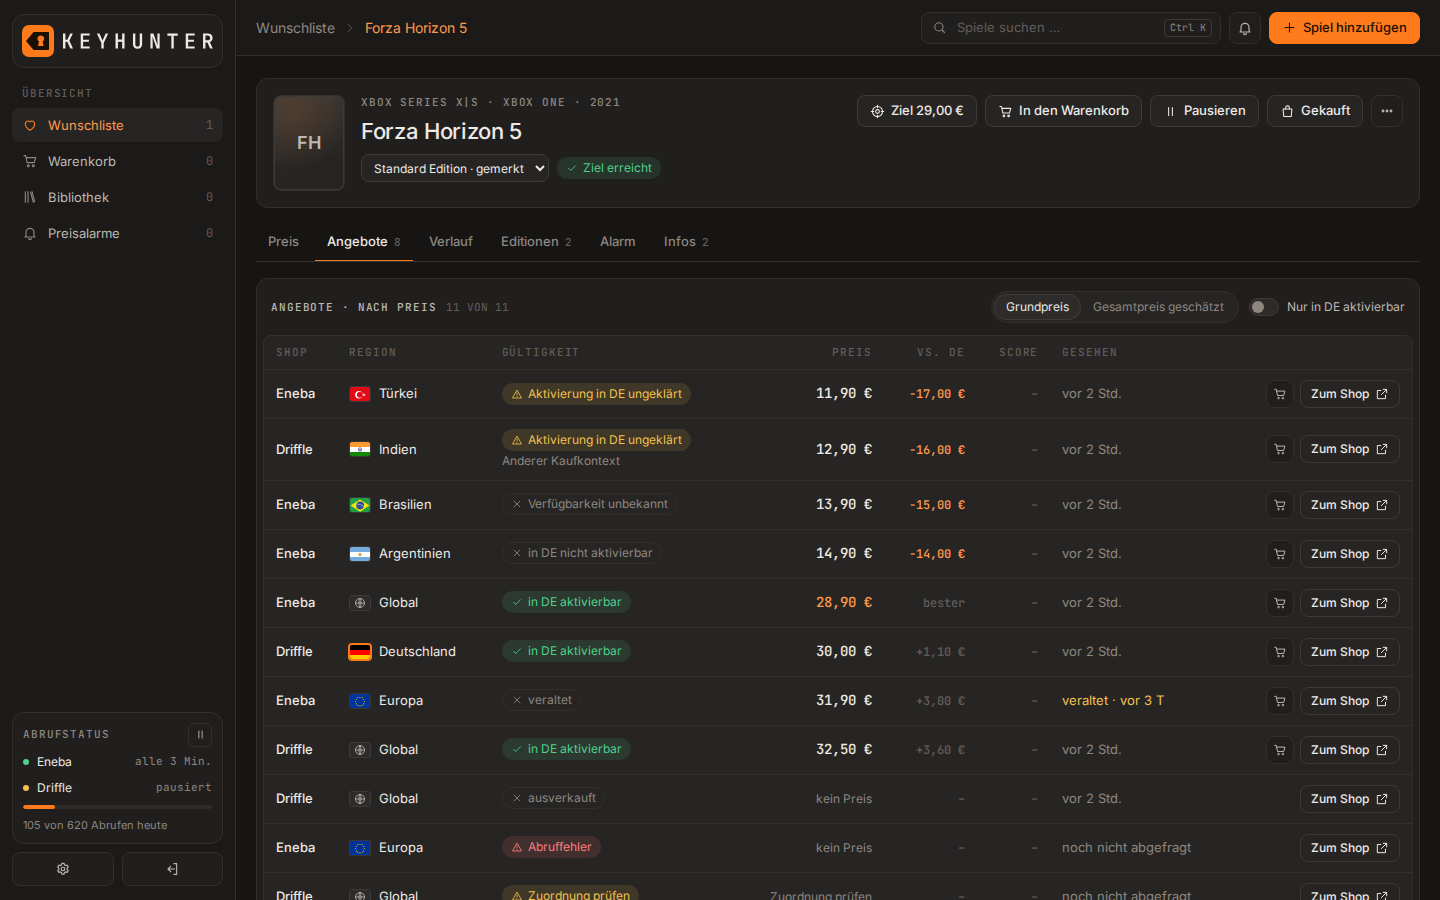 KEYHUNTER
ÜBERSICHT
Wunschliste 1
Warenkorb 0
Bibliothek 0
Preisalarme 0
ABRUFSTATUS
Eneba alle 3 Min.
Driffle pausiert
105 von 620 Abrufen heute
Wunschliste Forza Horizon 5
Spiele suchen ... Ctrl K
Spiel hinzufügen
FH
XBOX SERIES X|S · XBOX ONE · 2021
Forza Horizon 5
Standard Edition · gemerkt
Ziel erreicht
Ziel 29,00 €
In den Warenkorb
Pausieren
Gekauft
Preis Angebote 8 Verlauf Editionen 2 Alarm Infos 2
ANGEBOTE · NACH PREIS 11 VON 11
Grundpreis Gesamtpreis geschätzt Nur in DE aktivierbar
SHOP REGION GÜLTIGKEIT PREIS VS. DE SCORE GESEHEN
Eneba Türkei Aktivierung in DE ungeklärt 11,90 € -17,00 € – vor 2 Std. Zum Shop
Driffle Indien Aktivierung in DE ungeklärt 12,90 € -16,00 € – vor 2 Std. Zum Shop
Anderer Kaufkontext
Eneba Brasilien Verfügbarkeit unbekannt 13,90 € -15,00 € – vor 2 Std. Zum Shop
Eneba Argentinien in DE nicht aktivierbar 14,90 € -14,00 € – vor 2 Std. Zum Shop
Eneba Global in DE aktivierbar 28,90 € bester – vor 2 Std. Zum Shop
Driffle Deutschland in DE aktivierbar 30,00 € +1,10 € – vor 2 Std. Zum Shop
Eneba Europa veraltet 31,90 € +3,00 € – veraltet · vor 3 T Zum Shop
Driffle Global in DE aktivierbar 32,50 € +3,60 € – vor 2 Std. Zum Shop
Driffle Global ausverkauft kein Preis – – vor 2 Std. Zum Shop
Eneba Europa Abruffehler kein Preis – – noch nicht abgefragt Zum Shop
Driffle Global Zuordnung prüfen Zuordnung prüfen – – noch nicht abgefragt Zum Shop